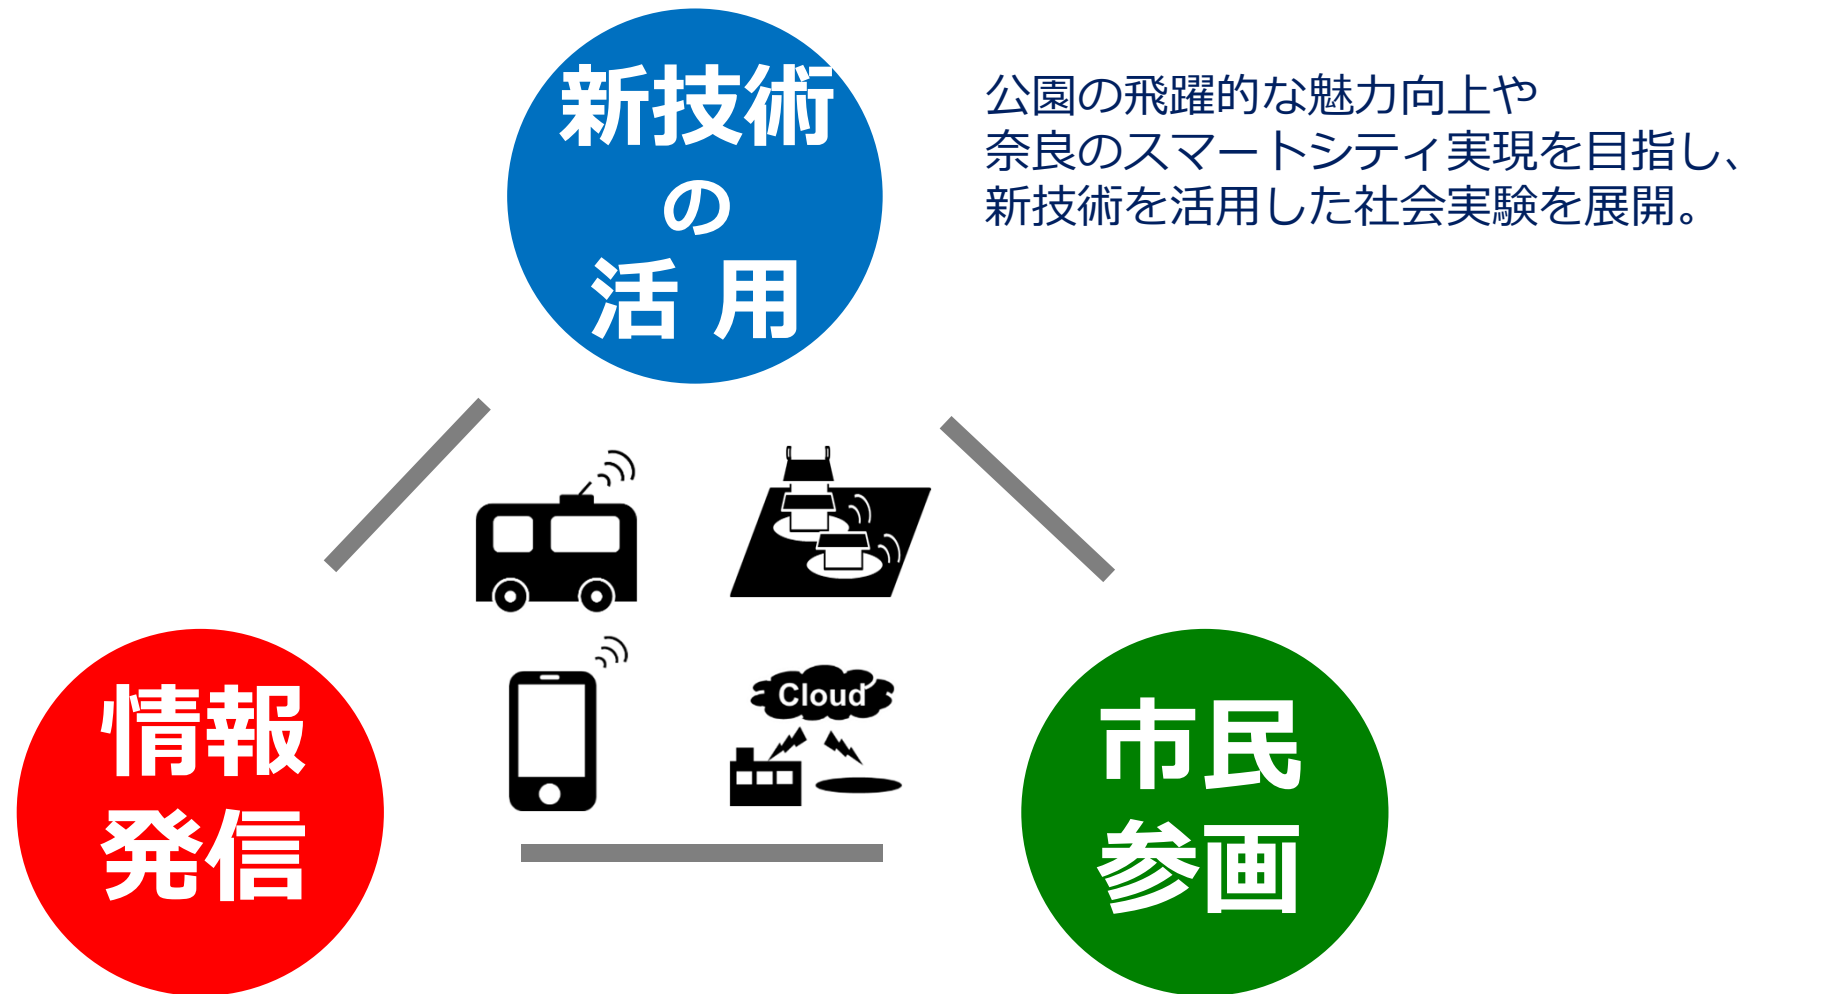 新技術
の
活 用
公園の飛躍的な魅力向上や
奈良のスマートシティ実現を目指し、
新技術を活用した社会実験を展開。
Cloud
情報
発信
市民
参画